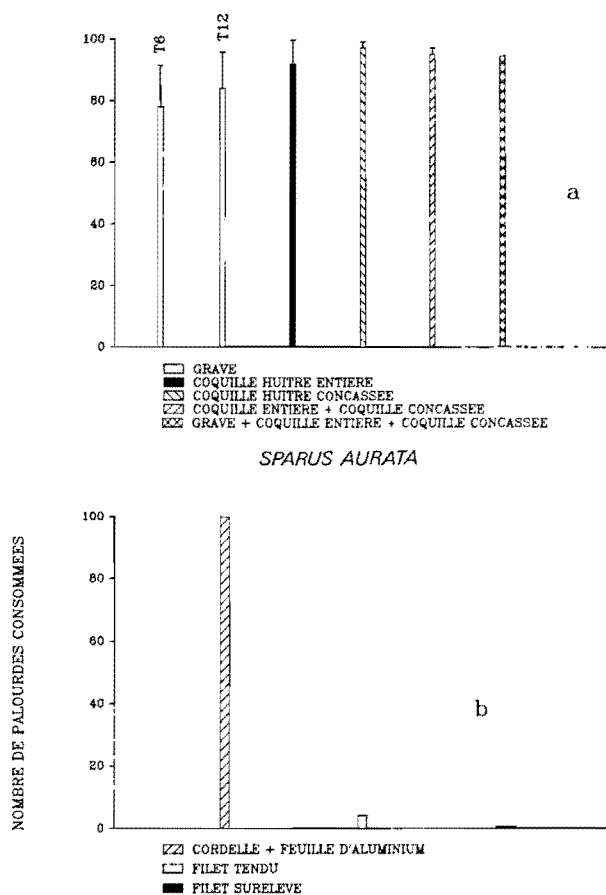 100
80
60
40
20
0
T6
T12
a
GRAVE
COQUILLE HUITRE ENTIERE
COQUILLE HUITRE CONCASSEE
COQUILLE ENTIERE + COQUILLE CONCASSEE
GRAVE + COQUILLE ENTIERE + COQUILLE CONCASSEE
SPARUS AURATA
NOMBRE DE PALOURDES CONSOMMEES
100
80
60
40
20
0
b
CORDELLE + FEUILLE D'ALUMINIUM
FILET TENDU
FILET SURELEVE